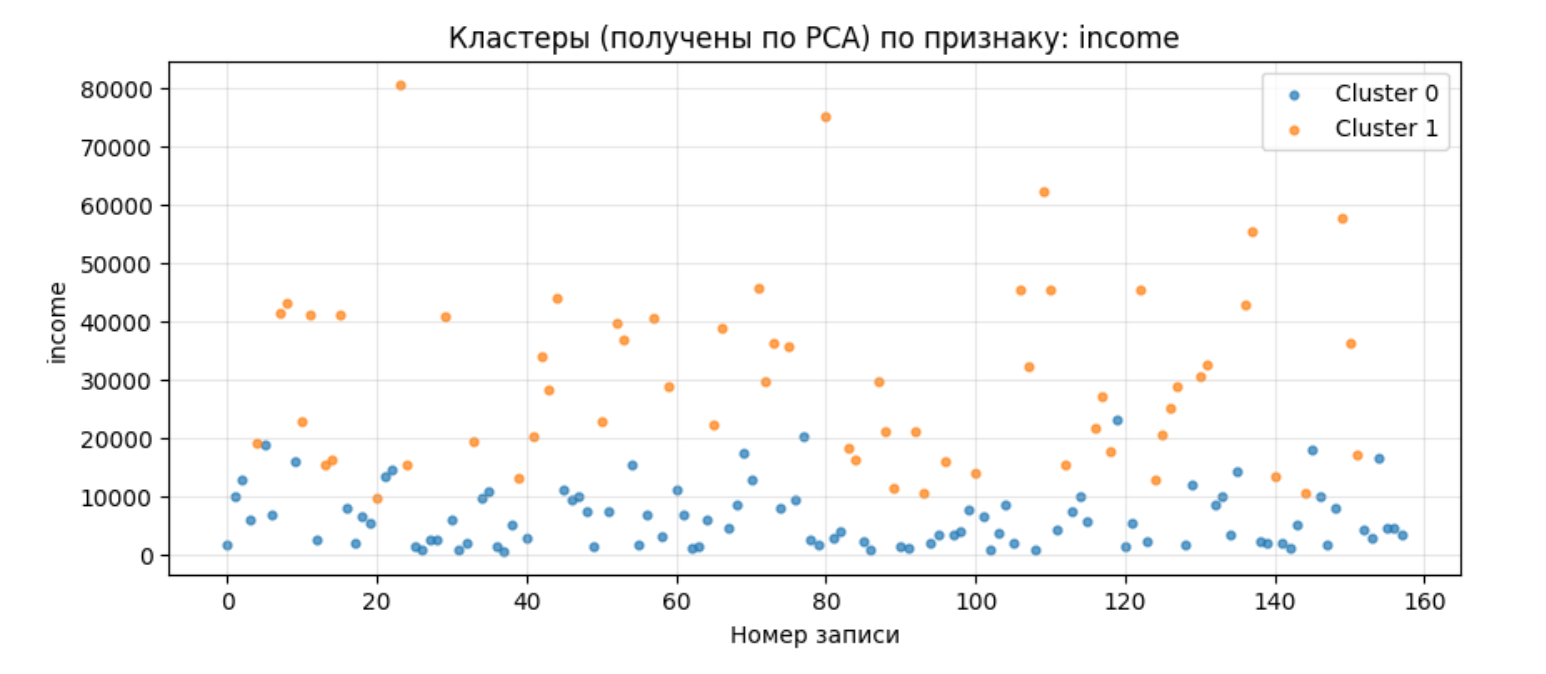 Кластеры (получены по PCA) по признаку: income
80000
70000
60000
50000
40000
30000
20000
10000
0
income
Cluster 0
Cluster 1
0 20 40 60 80 100 120 140 160
Номер записи